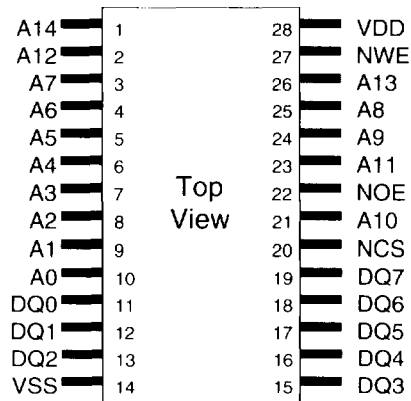 A14 1 28 VDD
A12 2 27 NWE
A7 3 26 A13
A6 4 25 A8
A5 5 24 A9
A4 6 23 A11
A3 7 Top 22 NOE
A2 8 View 21 A10
A1 9 20 NCS
A0 10 19 DQ7
DQ0 11 18 DQ6
DQ1 12 17 DQ5
DQ2 13 16 DQ4
VSS 14 15 DQ3